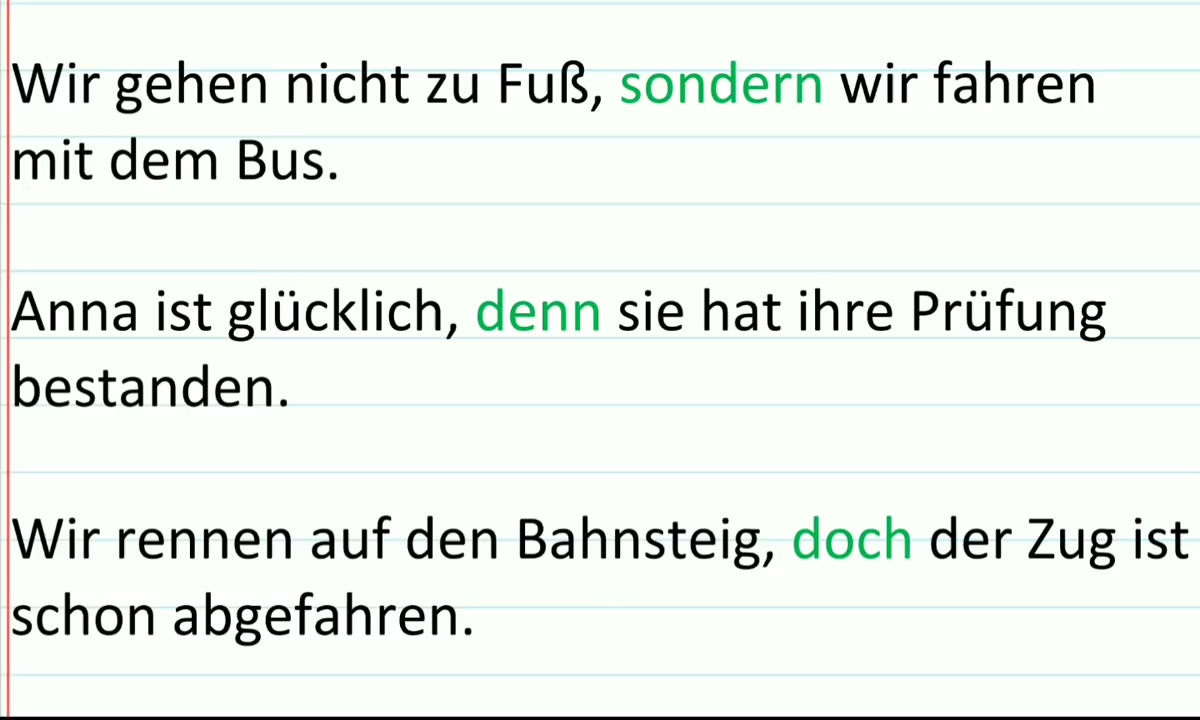 Wir gehen nicht zu Fuß, sondern wir fahren
mit dem Bus.
Anna ist glücklich, denn sie hat ihre Prüfung
bestanden.
Wir rennen auf den Bahnsteig, doch der Zug ist
schon abgefahren.